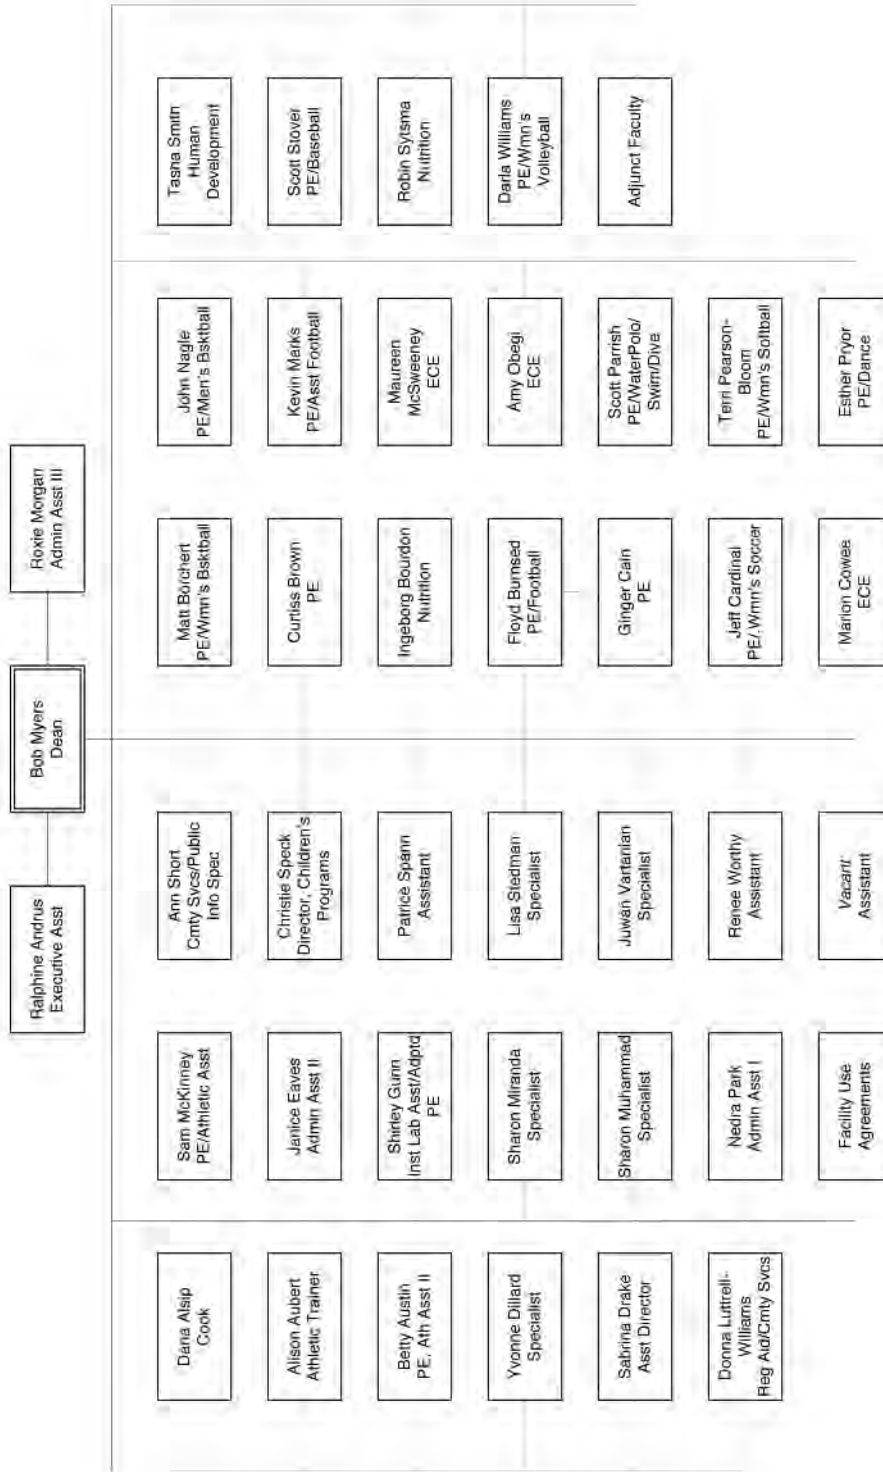 Ralphine Andrus
Executive Asst
Bob Myers
Dean
Roxie Morgan
Admin Asst III
Dana Alsip
Cook
Sam McKinney
PE/Athletic Asst
Ann Short
Cmty Svcs/Public
Info Spec
Matt Borchert
PE/Wmn's Bsktball
John Nagle
PE/Men's Bsktball
Tasha Smith
Human
Development
Alison Aubert
Athletic Trainer
Janice Eaves
Admin Asst II
Christie Speck
Director, Children's
Programs
Curtiss Brown
PE
Kevin Marks
PE/Asst Football
Scott Stover
PE/Baseball
Betty Austin
PE, Ath Asst II
Shirley Gunn
Inst Lab Asst/Adptd
PE
Patrice Spann
Assistant
Ingeborg Bourdon
Nutrition
Maureen
McSweeney
ECE
Robin Sytsma
Nutrition
Yvonne Dillard
Specialist
Sharon Miranda
Specialist
Lisa Stedman
Specialist
Floyd Burnsed
PE/Football
Amy Obegi
ECE
Darla Williams
PE/Wmn's
Volleyball
Sabrina Drake
Asst Director
Sharon Muhammad
Specialist
Juwan Vartanian
Specialist
Ginger Cain
PE
Scott Parrish
PE/WaterPolo/
Swim/Dive
Adjunct Faculty
Donna Luttrell-
Williams
Reg Aid/Cmty Svcs
Nedra Park
Admin Asst I
Renee Worthy
Assistant
Jeff Cardinal
PE/.Wmn's Soccer
Terri Pearson-
Bloom
PE/Wmn's Softball
Facility Use
Agreements
Vacant
Assistant
Marion Cowee
ECE
Esther Pryor
PE/Dance